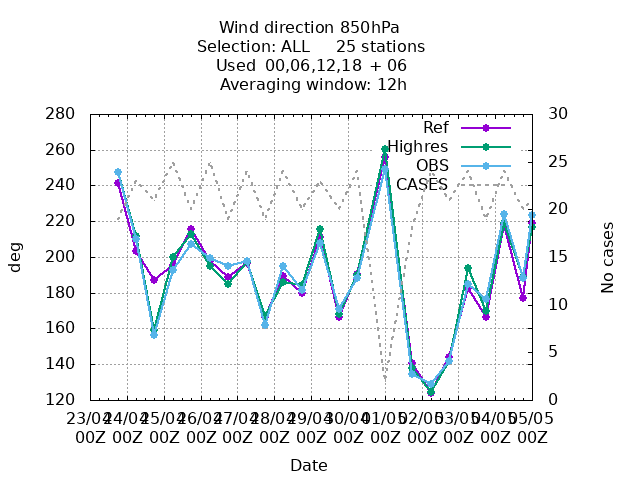 Wind direction 850hPa
Selection: ALL 25 stations
Used 00,06,12,18 + 06
Averaging window: 12h
280
260
240
220
200
180
160
140
120
deg
30
25
20
15
10
5
0
No cases
Ref
Highres
OBS
CASES
23/04 24/04 25/04 26/04 27/04 28/04 29/04 30/04 01/05 02/05 03/05 04/05 05/05
00Z 00Z 00Z 00Z 00Z 00Z 00Z 00Z 00Z 00Z 00Z 00Z 00Z
Date